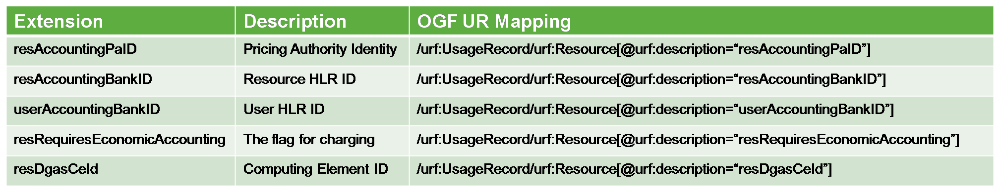 Extension Description OGF UR Mapping
resAccountingPaID Pricing Authority Identity /urf:UsageRecord/urf:Resource[@urf:description=“resAccountingPaID”]
resAccountingBankID Resource HLR ID /urf:UsageRecord/urf:Resource[@urf:description=“resAccountingBankID”]
userAccountingBankID User HLR ID /urf:UsageRecord/urf:Resource[@urf:description=“userAccountingBankID”]
resRequiresEconomicAccounting The flag for charging /urf:UsageRecord/urf:Resource[@urf:description=“resRequiresEconomicAccounting”]
resDgasCeId Computing Element ID /urf:UsageRecord/urf:Resource[@urf:description=“resDgasCeId”]